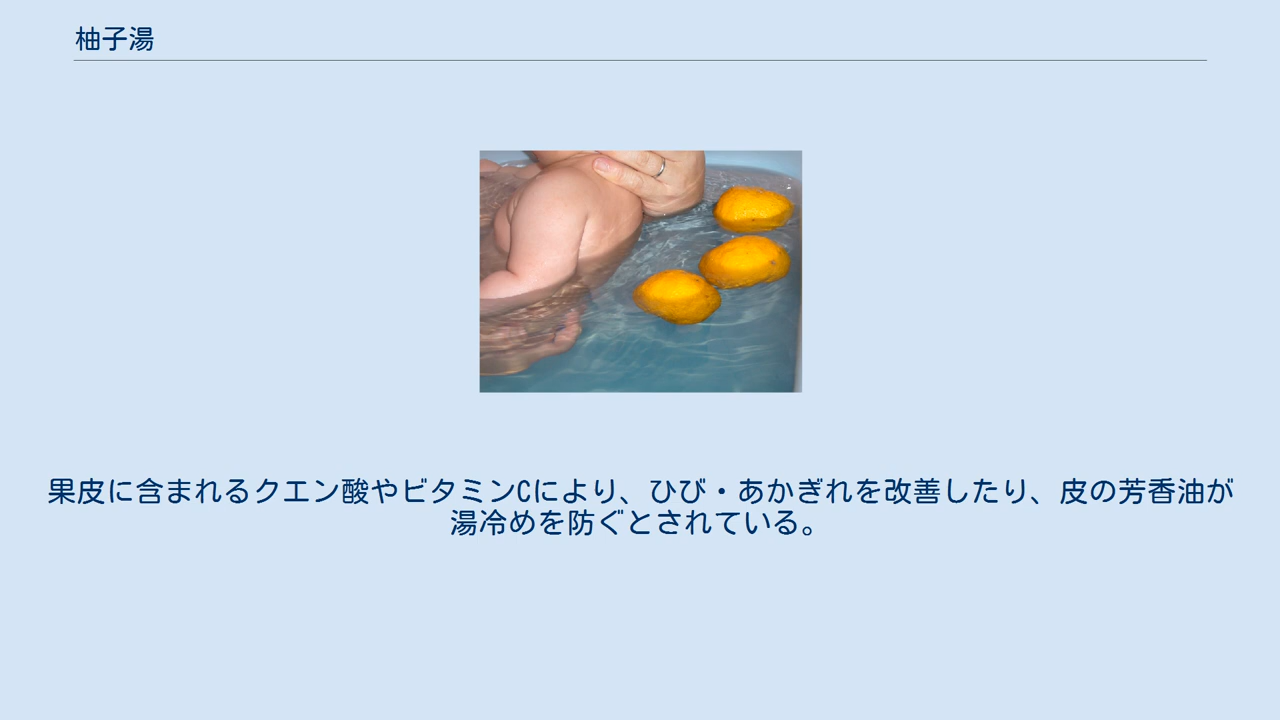 柚子湯
果皮に含まれるクエン酸やビタミンCにより、ひび・あかぎれを改善したり、皮の芳香油が
湯冷めを防ぐとされている。